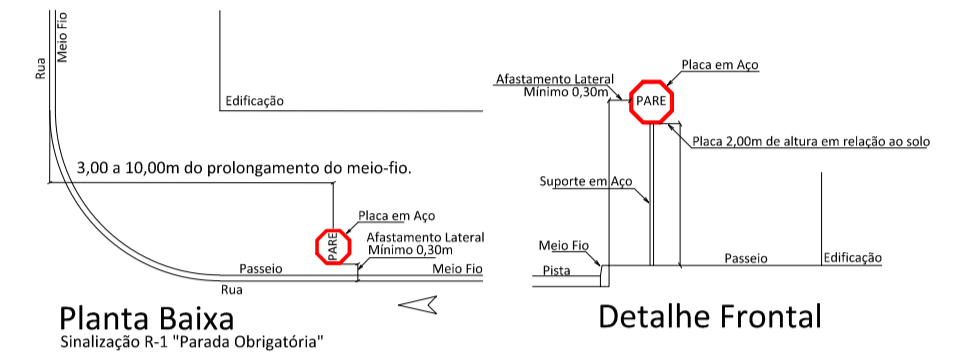 Rua
Meio Fio
Edificação
3,00 a 10,00m do prolongamento do meio-fio.
Placa em Aço
PARE
Afastamento Lateral
Mínimo 0,30m
Passeio
Meio Fio
Rua
Planta Baixa
Sinalização R-1 "Parada Obrigatória"
Placa em Aço
Afastamento Lateral
Mínimo 0,30m
PARE
Placa 2,00m de altura em relação ao solo
Suporte em Aço
Meio Fio
Pista
Passeio
Edificação
Detalhe Frontal